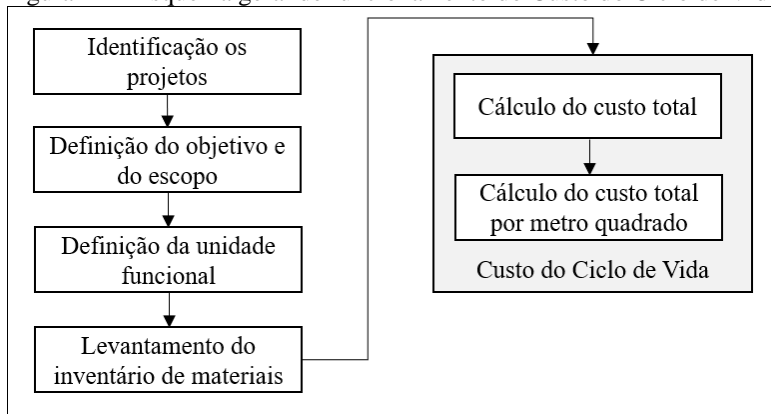 Identificação os
projetos
Definição do objetivo e
do escopo
Definição da unidade
funcional
Levantamento do
inventário de materiais
Cálculo do custo total
Cálculo do custo total
por metro quadrado
Custo do Ciclo de Vida